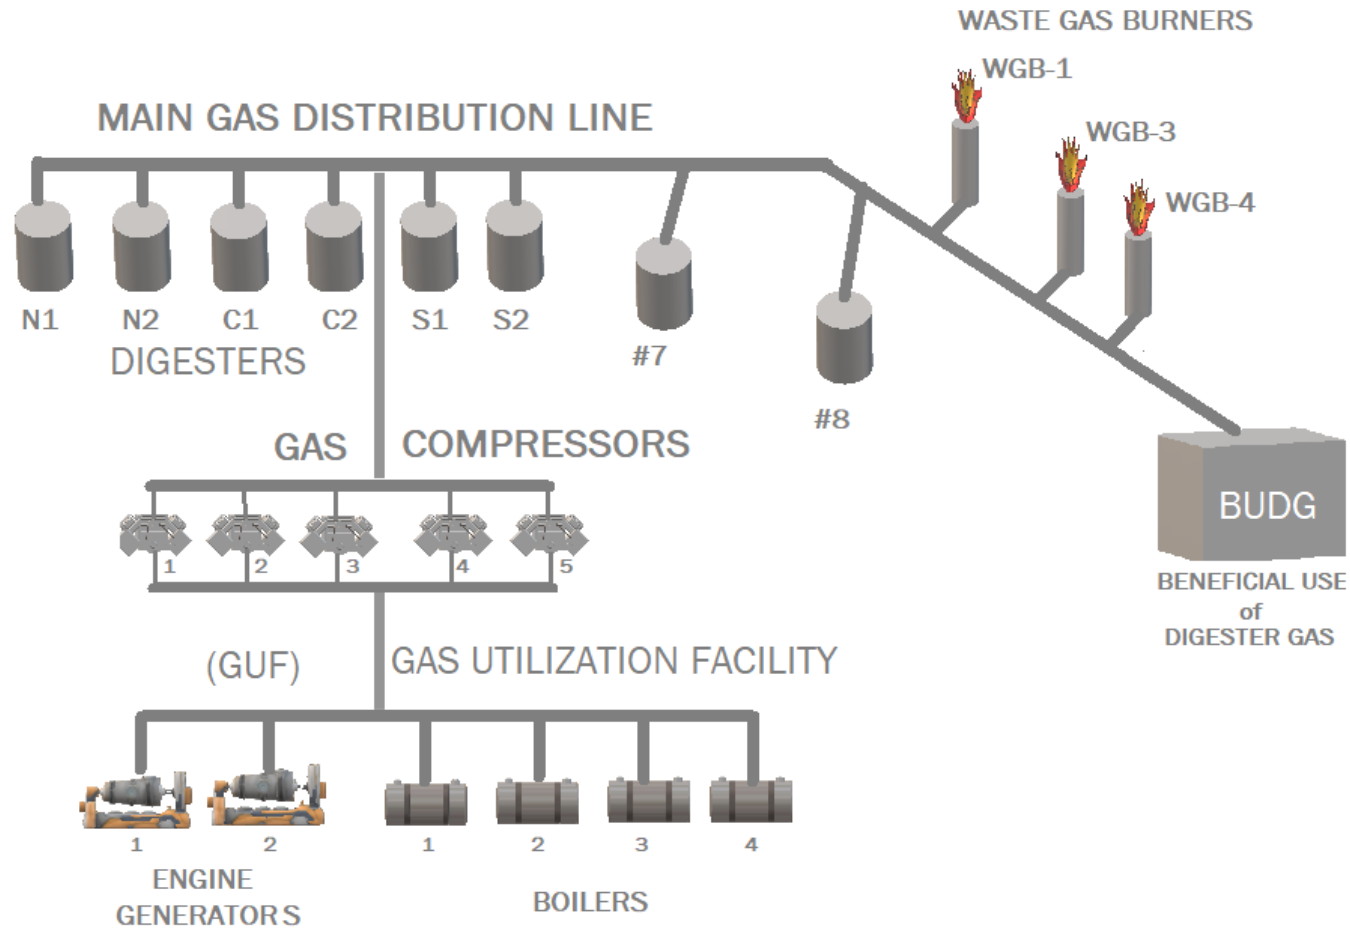 WASTE GAS BURNERS
WGB-1
MAIN GAS DISTRIBUTION LINE
WGB-3
WGB-4
N1 N2 C1 C2 S1 S2
DIGESTERS
#7
#8
GAS COMPRESSORS
BUDG
1 2 3 4 5
BENEFICIAL USE
of
DIGESTER GAS
(GUF) GAS UTILIZATION FACILITY
1 2 1 2 3 4
ENGINE
GENERATORS
BOILERS